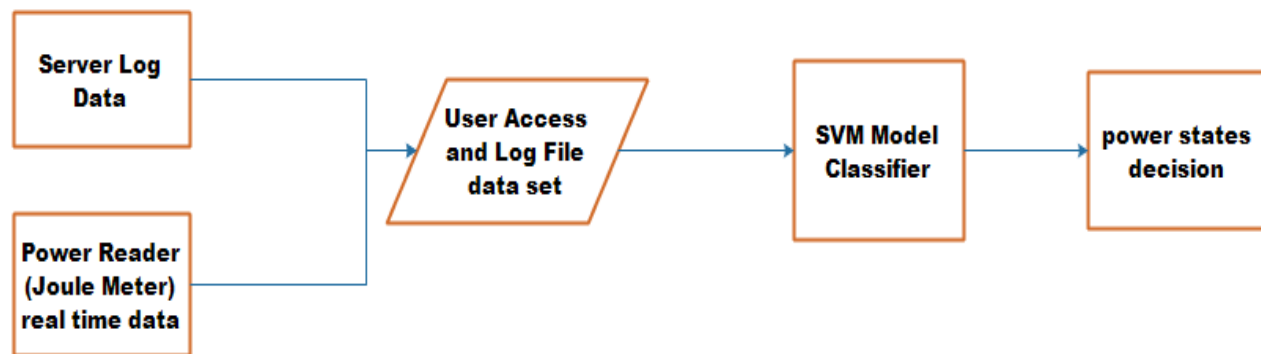 Server Log
Data
Power Reader
(Joule Meter)
real time data
User Access
and Log File
data set
SVM Model
Classifier
power states
decision